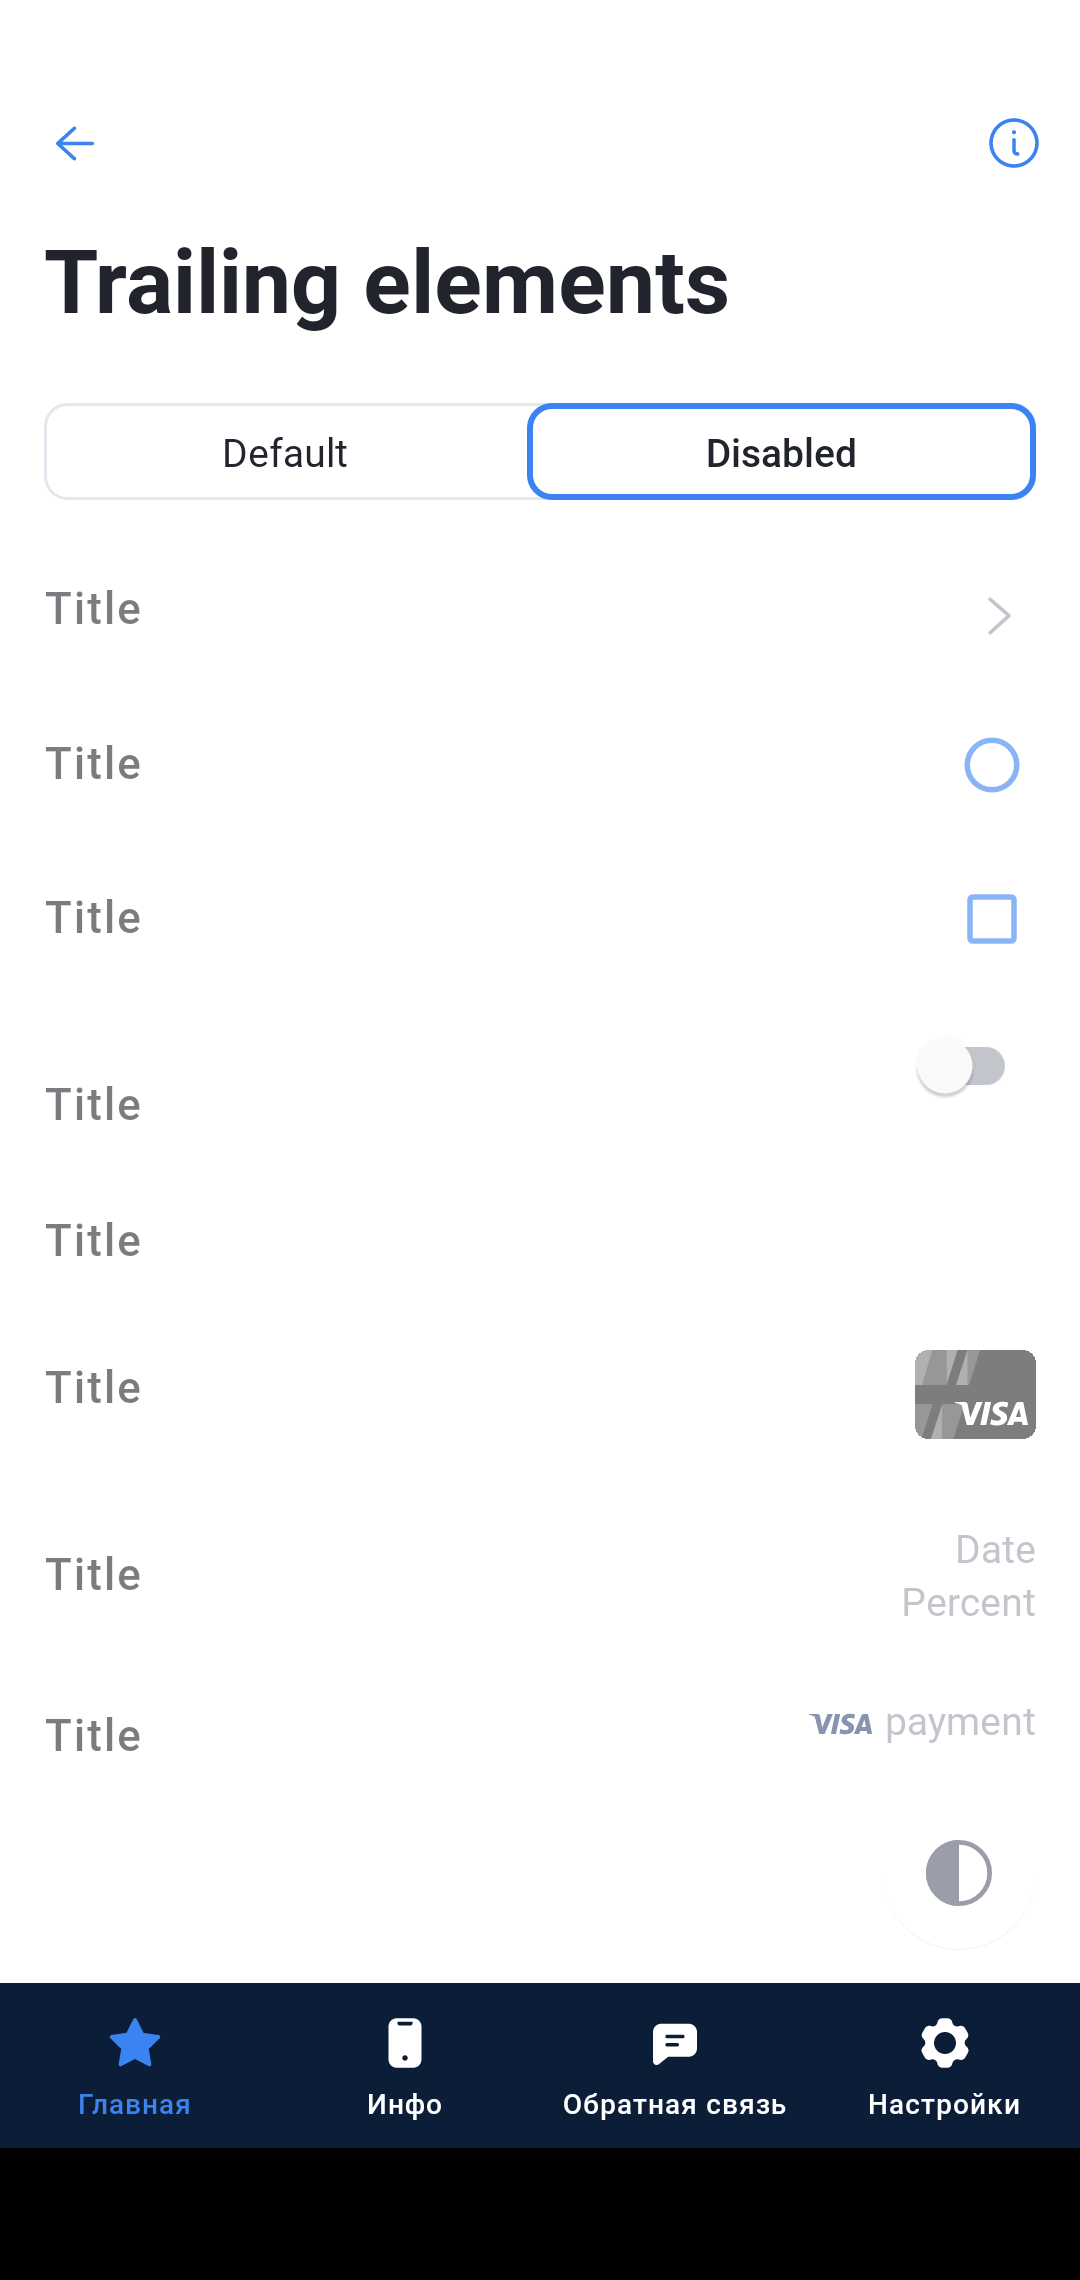 Trailing elements
Default
Disabled
Title
Title
Title
Title
Title
Title
VISA
Title
Date
Percent
Title
VISA payment
Главная
Инфо
Обратная связь
Настройки